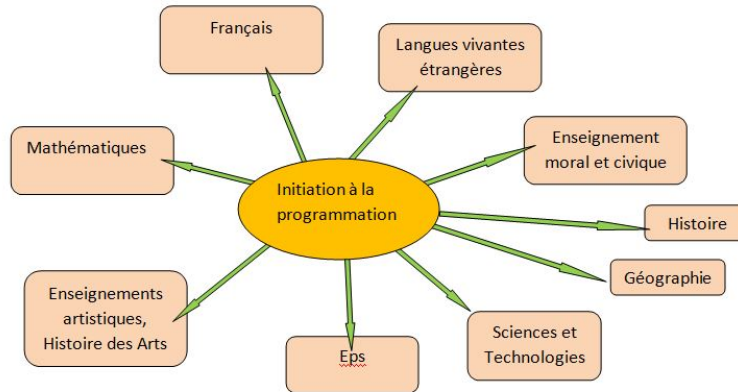 Français
Langues vivantes
étrangères
Mathématiques
Enseignement
moral et civique
Initiation à la
programmation
Histoire
Géographie
Enseignements
artistiques,
Histoire des Arts
Sciences et
Technologies
Eps